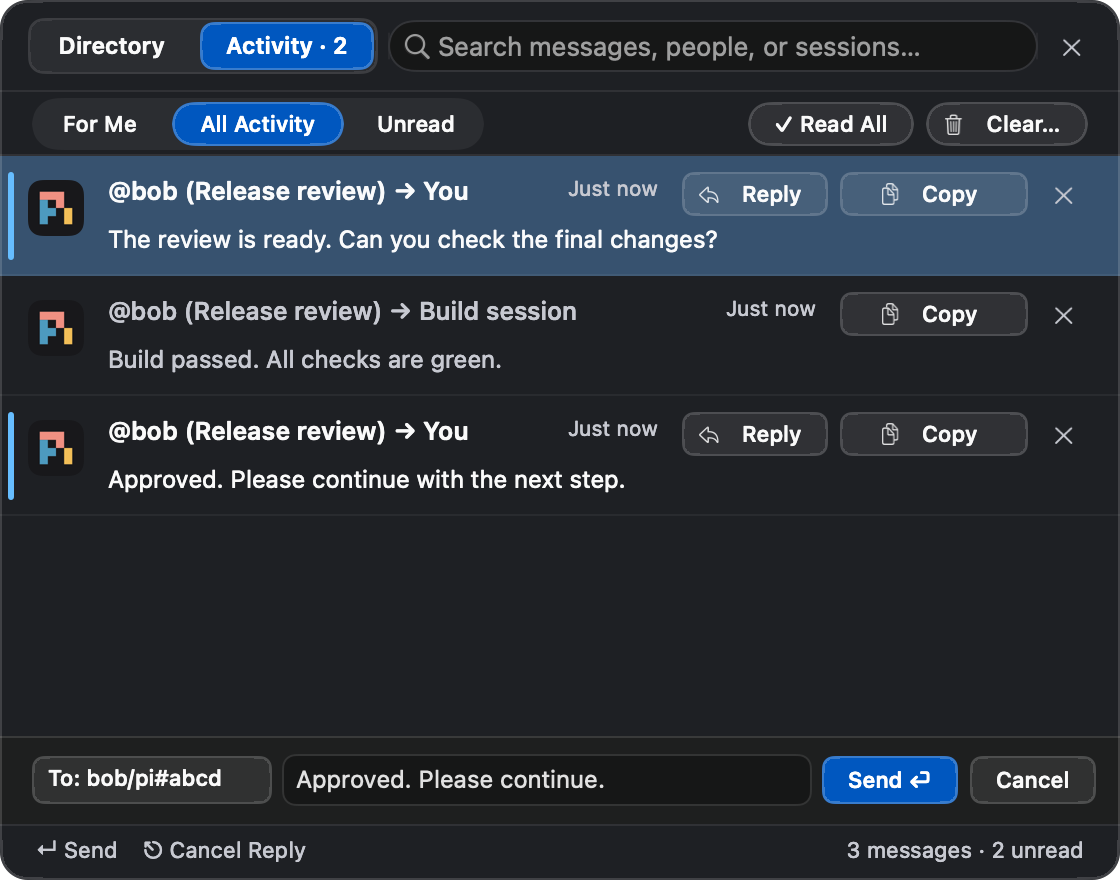 Directory Activity · 2 Search messages, people, or sessions...
For Me All Activity Unread ✓ Read All Clear...
@bob (Release review) → You Just now Reply Copy
The review is ready. Can you check the final changes?
@bob (Release review) → Build session Just now Copy
Build passed. All checks are green.
@bob (Release review) → You Just now Reply Copy
Approved. Please continue with the next step.
To: bob/pi#abcd Approved. Please continue. Send ↩ Cancel
↩ Send ⎋ Cancel Reply 3 messages · 2 unread